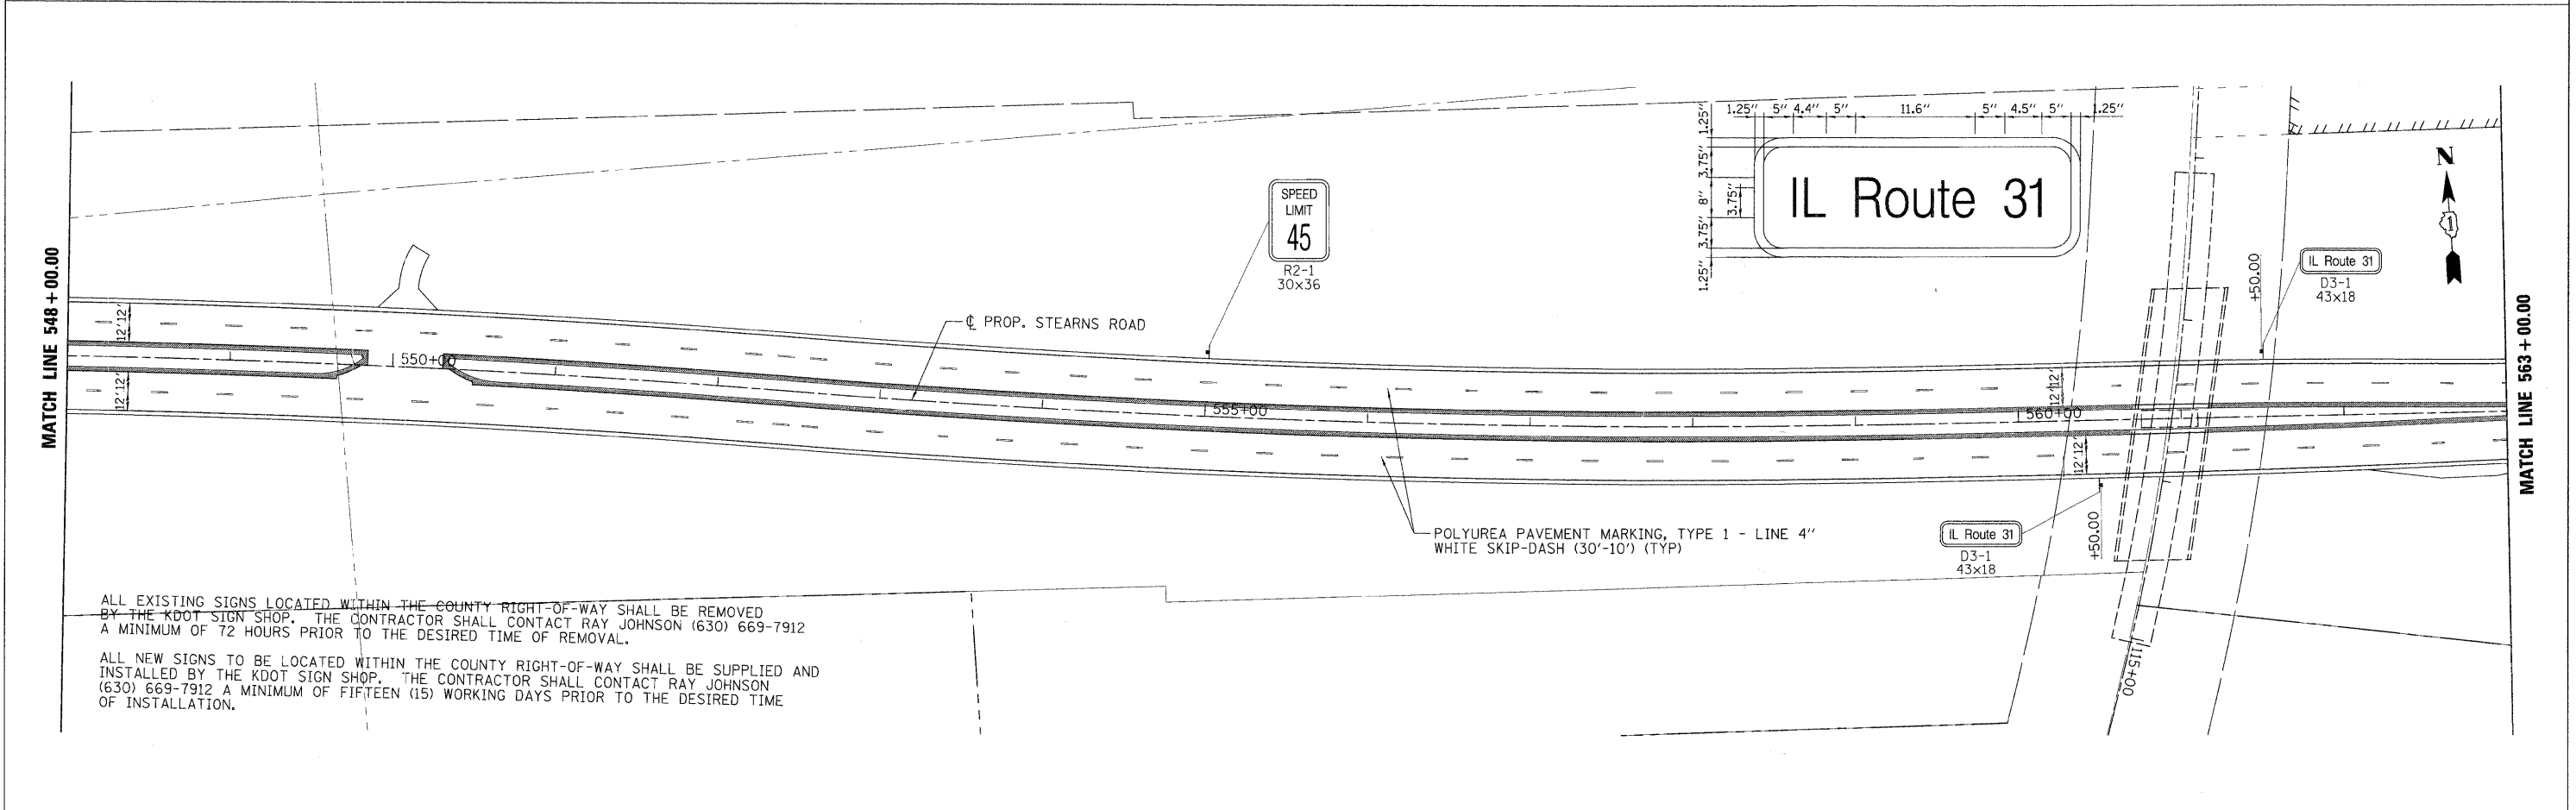 1.25" 5" 4.4" 5" 11.6" 5" 4.5" 5" 1.25"
1.25"
3.75"
8"
3.75"
3.75"
1.25"
IL Route 31
N
SPEED
LIMIT
45
R2-1
30x36
+50.00
IL Route 31
D3-1
43x18
MATCH LINE 548+00.00
MATCH LINE 563+00.00
℄ PROP. STEARNS ROAD
12' 12'
12' 12'
550+00
555+00
560+00
12' 12'
12' 12'
POLYUREA PAVEMENT MARKING, TYPE 1 - LINE 4"
WHITE SKIP-DASH (30'-10') (TYP)
IL Route 31
D3-1
43x18
+50.00
115+00
ALL EXISTING SIGNS LOCATED WITHIN THE COUNTY RIGHT-OF-WAY SHALL BE REMOVED
BY THE KDOT SIGN SHOP. THE CONTRACTOR SHALL CONTACT RAY JOHNSON (630) 669-7912
A MINIMUM OF 72 HOURS PRIOR TO THE DESIRED TIME OF REMOVAL.
ALL NEW SIGNS TO BE LOCATED WITHIN THE COUNTY RIGHT-OF-WAY SHALL BE SUPPLIED AND
INSTALLED BY THE KDOT SIGN SHOP. THE CONTRACTOR SHALL CONTACT RAY JOHNSON
(630) 669-7912 A MINIMUM OF FIFTEEN (15) WORKING DAYS PRIOR TO THE DESIRED TIME
OF INSTALLATION.